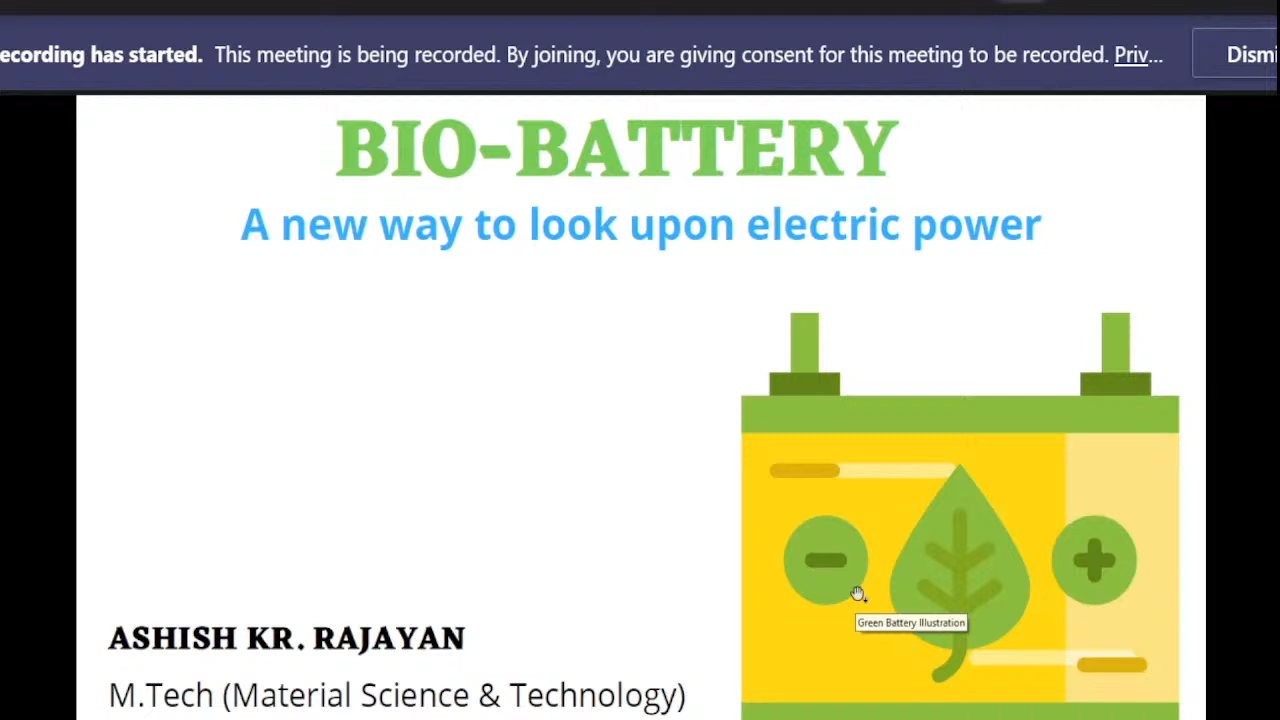 ecording has started. This meeting is being recorded. By joining, you are giving consent for this meeting to be recorded. Priv... Dismi
BIO-BATTERY
A new way to look upon electric power
Green Battery Illustration
ASHISH KR. RAJAYAN
M.Tech (Material Science & Technology)